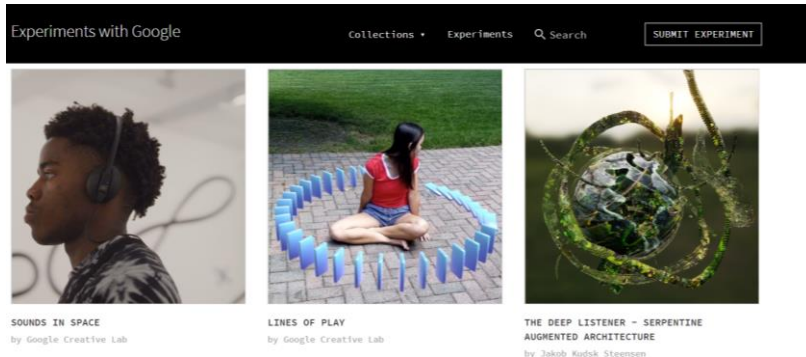 Experiments with Google
Collections ▾ Experiments Search SUBMIT EXPERIMENT
SOUNDS IN SPACE
by Google Creative Lab
LINES OF PLAY
by Google Creative Lab
THE DEEP LISTENER – SERPENTINE
AUGMENTED ARCHITECTURE
by Jakob Kudsk Steensen